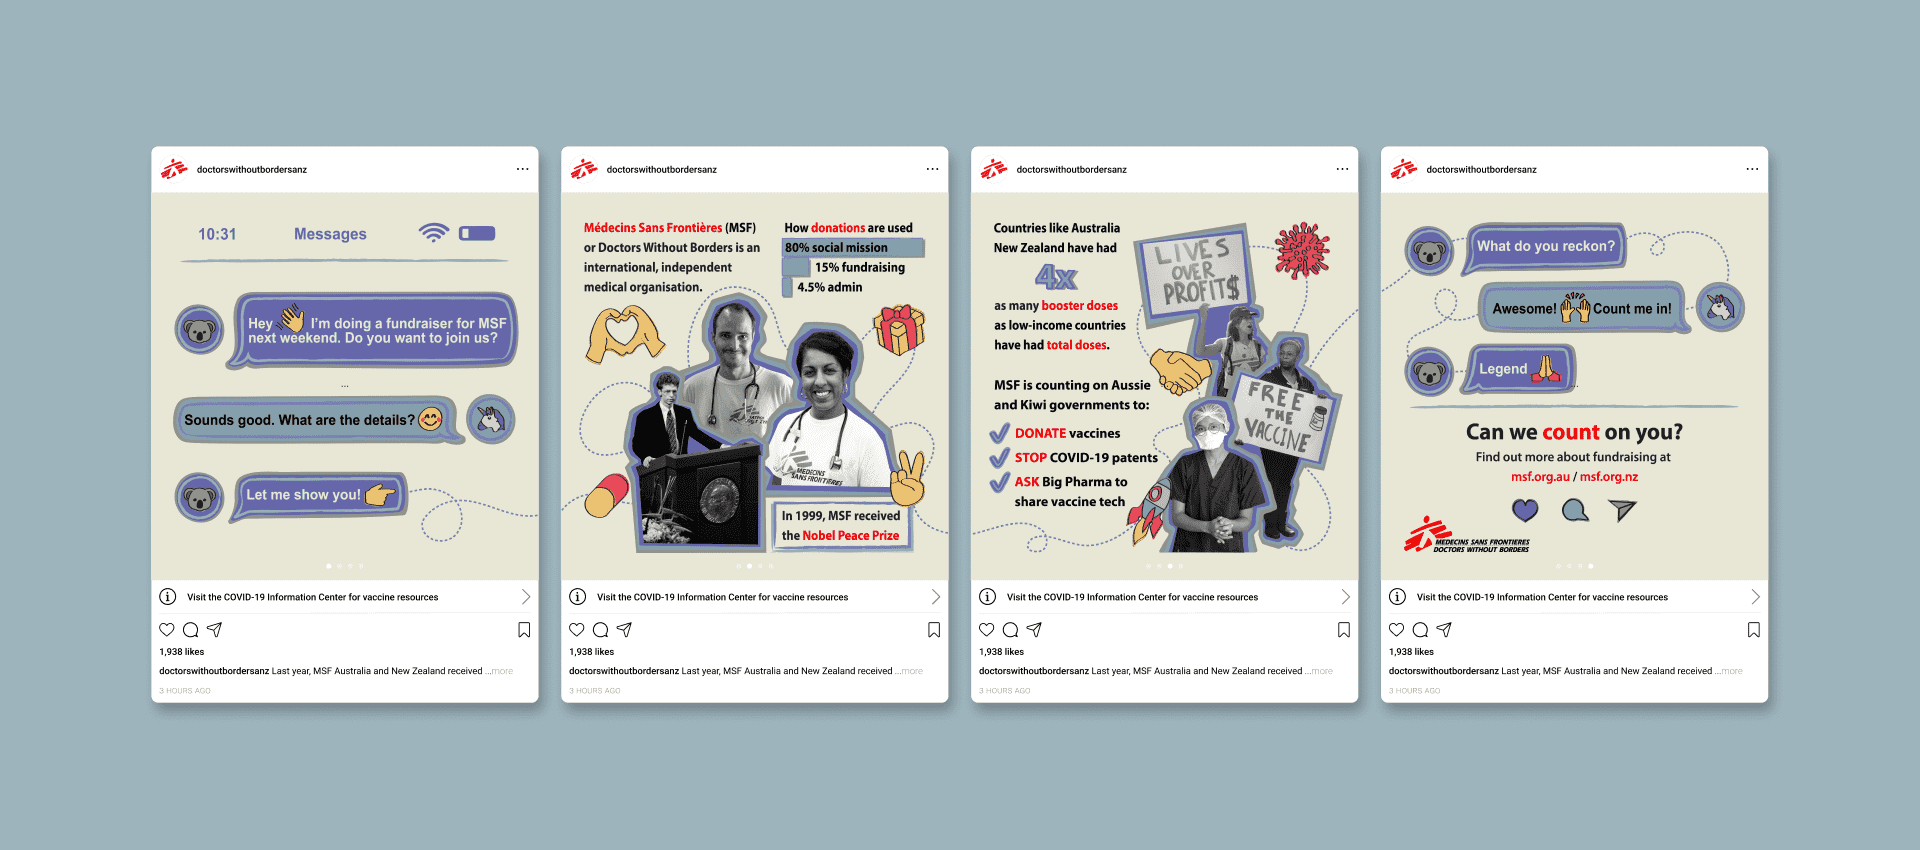 doctorswithoutbordersanz
10:31 Messages
Hey I'm doing a fundraiser for MSF
next weekend. Do you want to join us?
...
Sounds good. What are the details?
Let me show you!
Visit the COVID-19 Information Center for vaccine resources
1,938 likes
doctorswithoutbordersanz Last year, MSF Australia and New Zealand received ...more
3 HOURS AGO
doctorswithoutbordersanz
Médecins Sans Frontières (MSF)
or Doctors Without Borders is an
international, independent
medical organisation.
How donations are used
80% social mission
15% fundraising
4.5% admin
MEDECINS
SANS FRONTIERES
In 1999, MSF received
the Nobel Peace Prize
Visit the COVID-19 Information Center for vaccine resources
1,938 likes
doctorswithoutbordersanz Last year, MSF Australia and New Zealand received ...more
3 HOURS AGO
doctorswithoutbordersanz
Countries like Australia
New Zealand have had
4x
as many booster doses
as low-income countries
have had total doses.
LIVES
OVER
PROFIT$
FREE
THE
VACCINE
MSF is counting on Aussie
and Kiwi governments to:
DONATE vaccines
STOP COVID-19 patents
ASK Big Pharma to
share vaccine tech
Visit the COVID-19 Information Center for vaccine resources
1,938 likes
doctorswithoutbordersanz Last year, MSF Australia and New Zealand received ...more
3 HOURS AGO
doctorswithoutbordersanz
What do you reckon?
Awesome! Count me in!
Legend
...
Can we count on you?
Find out more about fundraising at
msf.org.au / msf.org.nz
MEDECINS SANS FRONTIERES
DOCTORS WITHOUT BORDERS
Visit the COVID-19 Information Center for vaccine resources
1,938 likes
doctorswithoutbordersanz Last year, MSF Australia and New Zealand received ...more
3 HOURS AGO